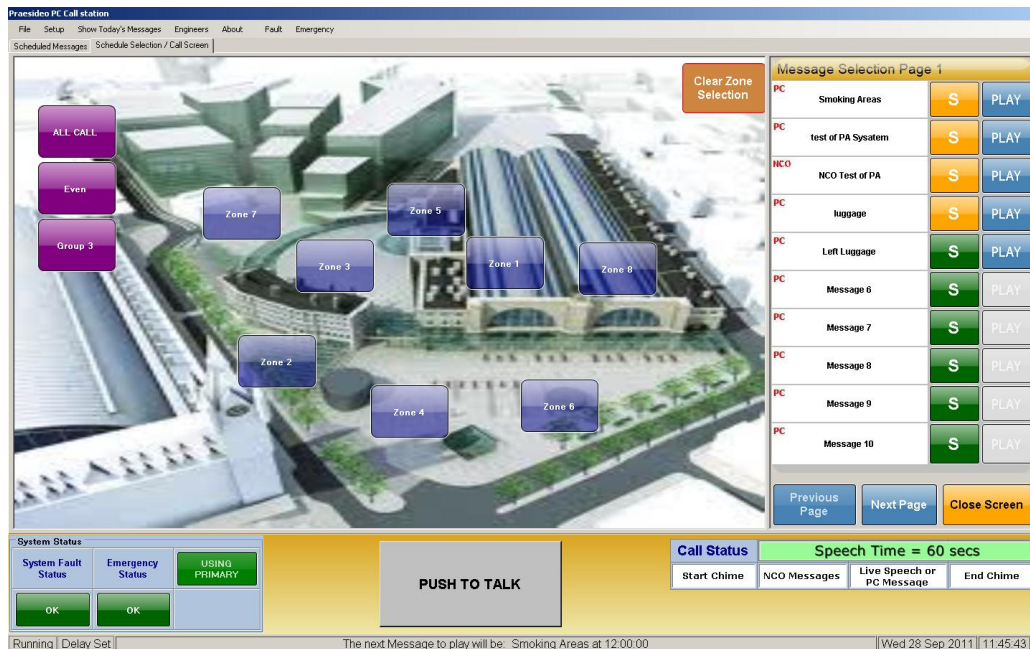 Praesideo PC Call station
File Setup Show Today's Messages Engineers About Fault Emergency
Scheduled Messages Schedule Selection / Call Screen
Clear Zone
Selection
ALL CALL
Even
Group 3
Zone 7
Zone 5
Zone 3
Zone 1
Zone 8
Zone 2
Zone 4
Zone 6
Message Selection Page 1
PC Smoking Areas S PLAY
PC test of PA Sysatem S PLAY
NCO NCO Test of PA S PLAY
PC luggage S PLAY
PC Left Luggage S PLAY
PC Message 6 S PLAY
PC Message 7 S PLAY
PC Message 8 S PLAY
PC Message 9 S PLAY
PC Message 10 S PLAY
Previous
Page
Next Page
Close Screen
System Status
System Fault
Status
Emergency
Status
USING
PRIMARY
OK
OK
PUSH TO TALK
Call Status
Speech Time = 60 secs
Start Chime
NCO Messages
Live Speech or
PC Message
End Chime
Running Delay Set The next Message to play will be: Smoking Areas at 12:00:00 Wed 28 Sep 2011 11:45:43